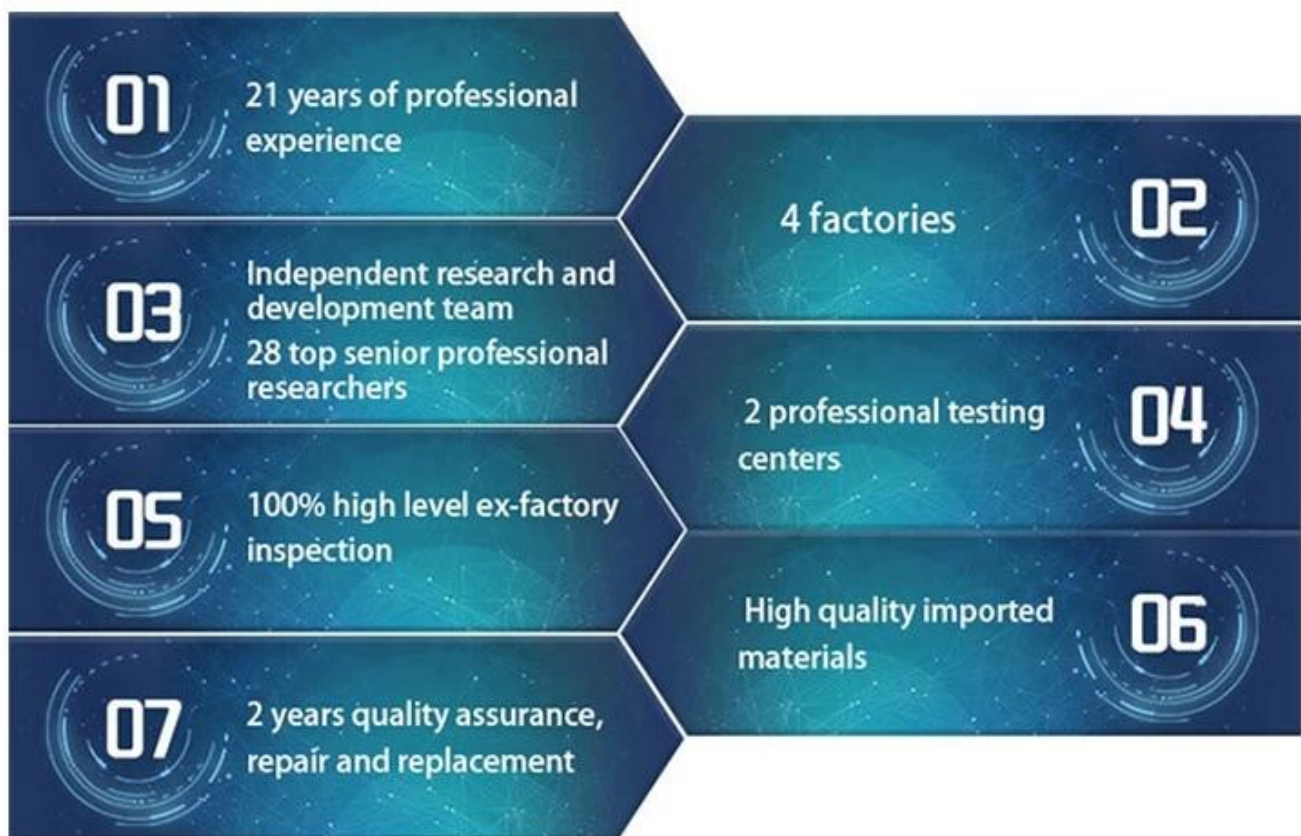 01
21 years of professional
experience
02
4 factories
03
Independent research and
development team
28 top senior professional
researchers
04
2 professional testing
centers
05
100% high level ex-factory
inspection
06
High quality imported
materials
07
2 years quality assurance,
repair and replacement